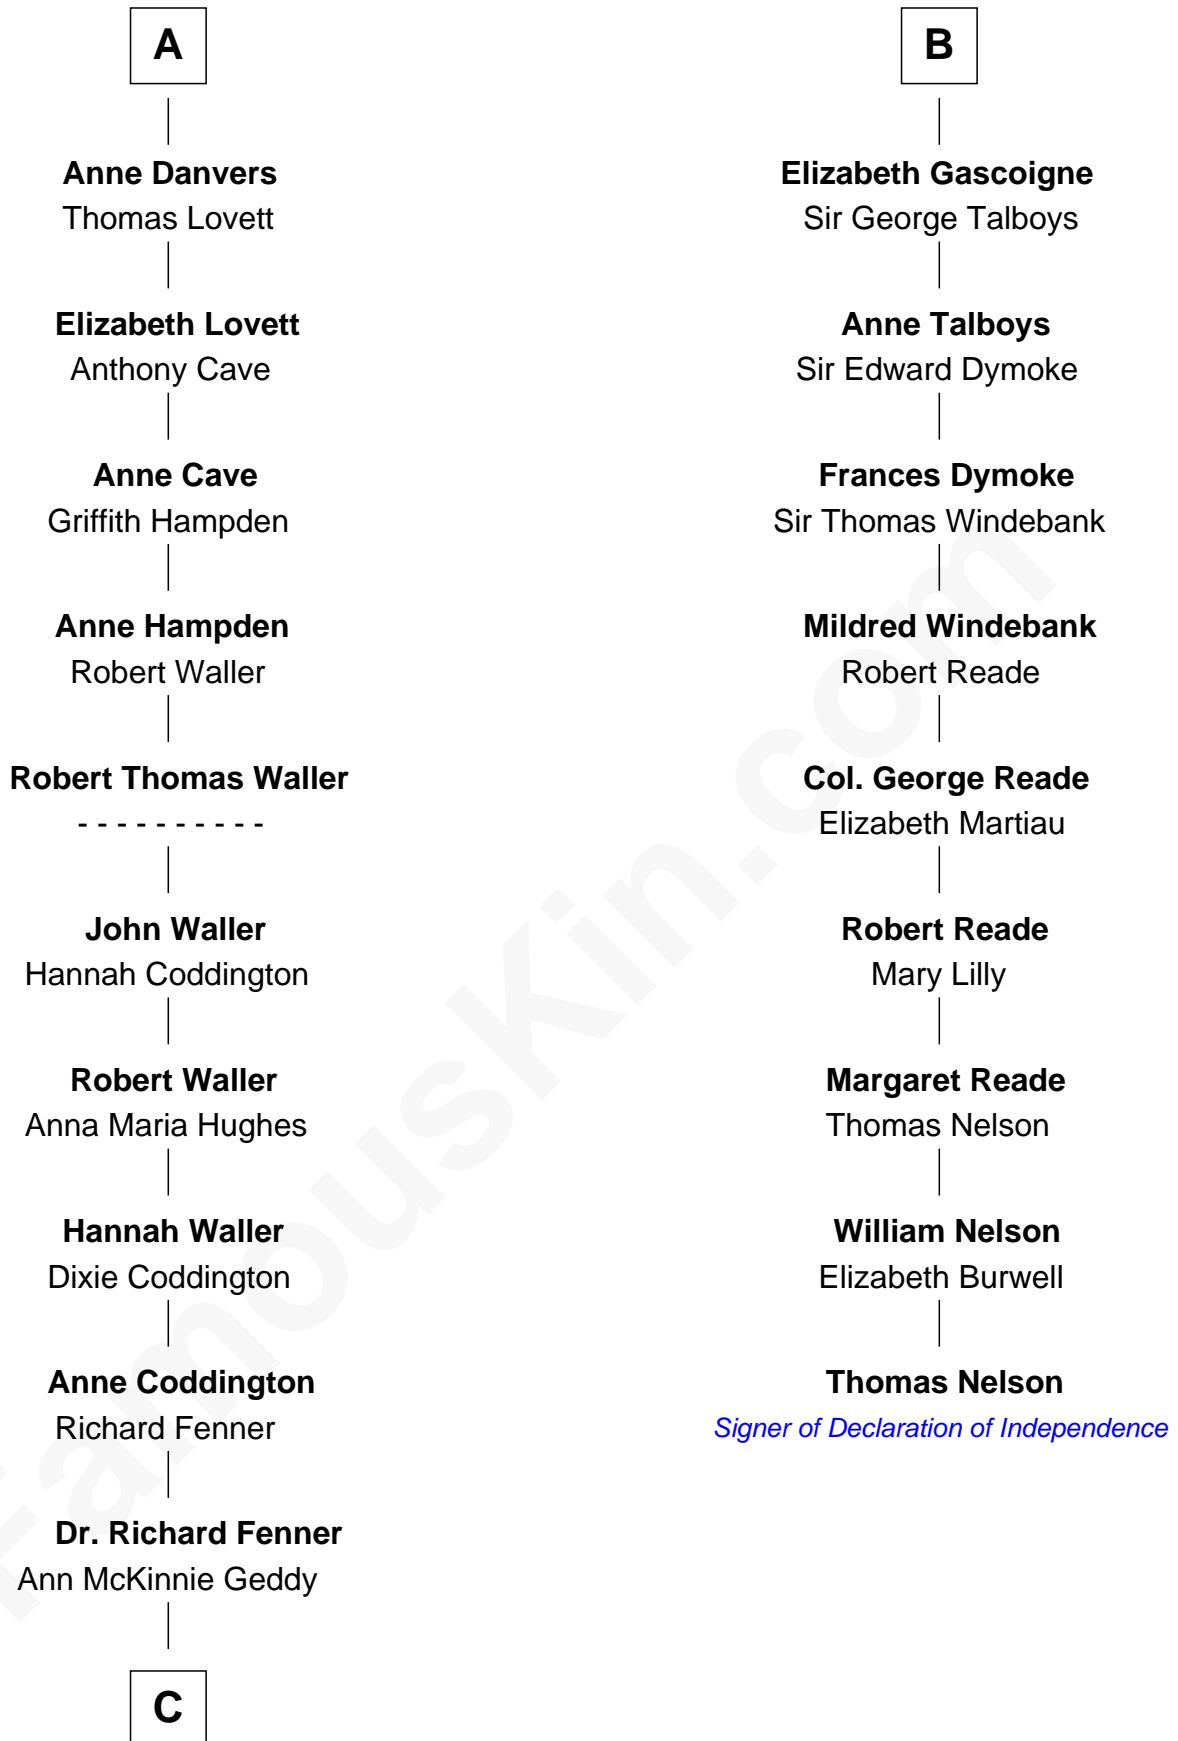 A
Anne Danvers
Thomas Lovett
Elizabeth Lovett
Anthony Cave
Anne Cave
Griffith Hampden
Anne Hampden
Robert Waller
Robert Thomas Waller
- - - - - - - - - -
John Waller
Hannah Coddington
Robert Waller
Anna Maria Hughes
Hannah Waller
Dixie Coddington
Anne Coddington
Richard Fenner
Dr. Richard Fenner
Ann McKinnie Geddy
C
B
Elizabeth Gascoigne
Sir George Talboys
Anne Talboys
Sir Edward Dymoke
Frances Dymoke
Sir Thomas Windebank
Mildred Windebank
Robert Reade
Col. George Reade
Elizabeth Martiau
Robert Reade
Mary Lilly
Margaret Reade
Thomas Nelson
William Nelson
Elizabeth Burwell
Thomas Nelson
Signer of Declaration of Independence
FamousKin.com